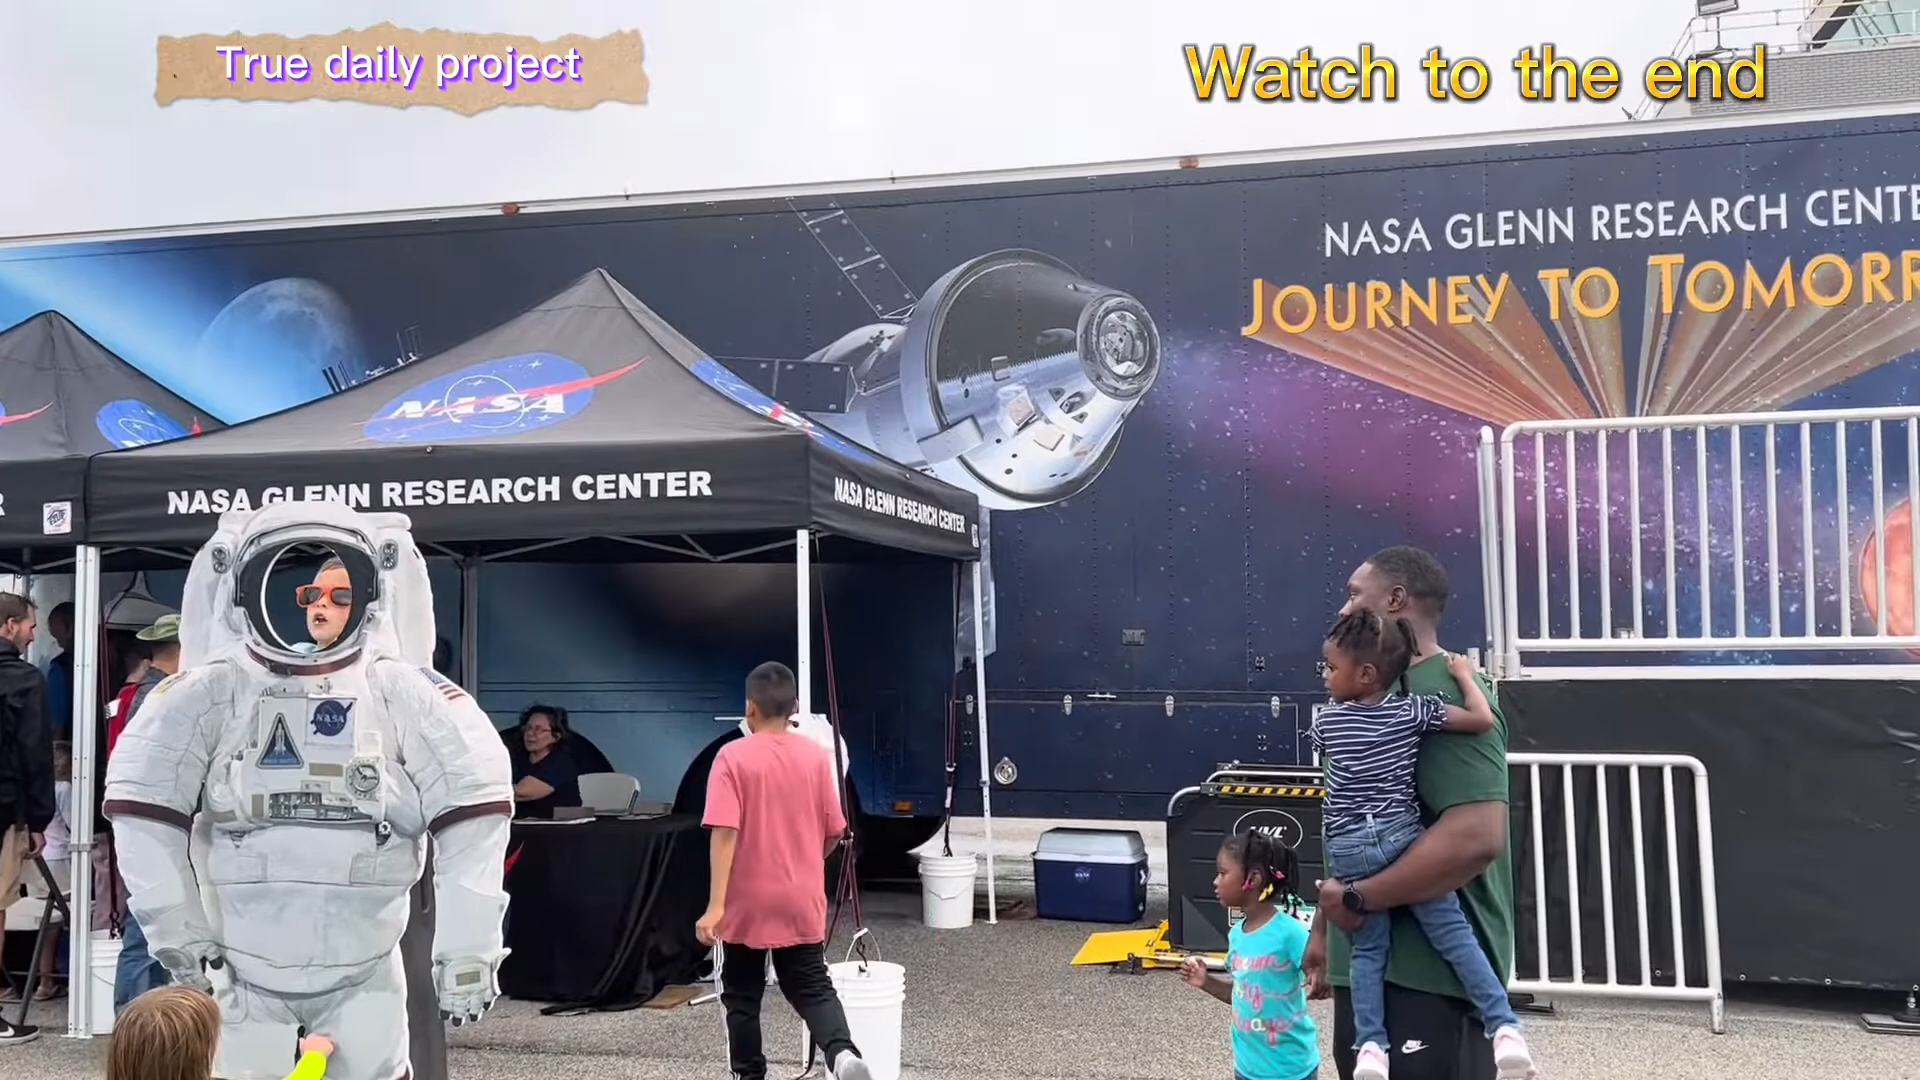 True daily project
Watch to the end
NASA GLENN RESEARCH CENTE
JOURNEY TO TOMORR
NASA
NASA GLENN RESEARCH CENTER
NASA GLENN RESEARCH CENTER
NASA